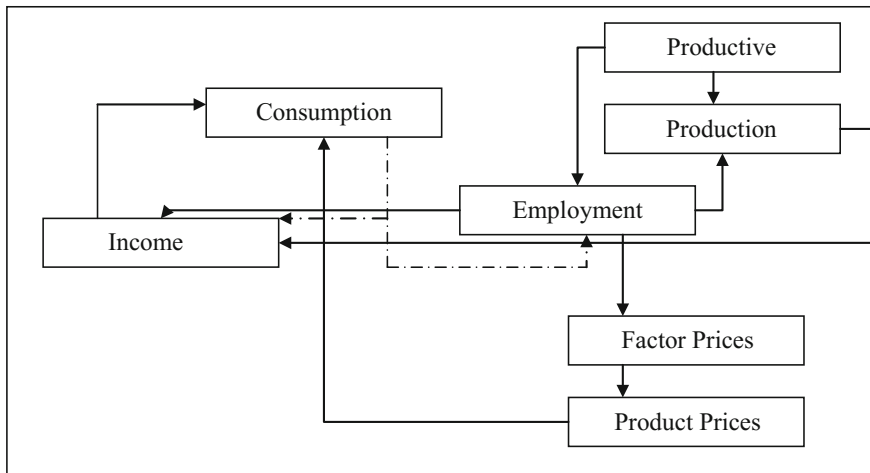 Productive
Consumption
Production
Employment
Income
Factor Prices
Product Prices